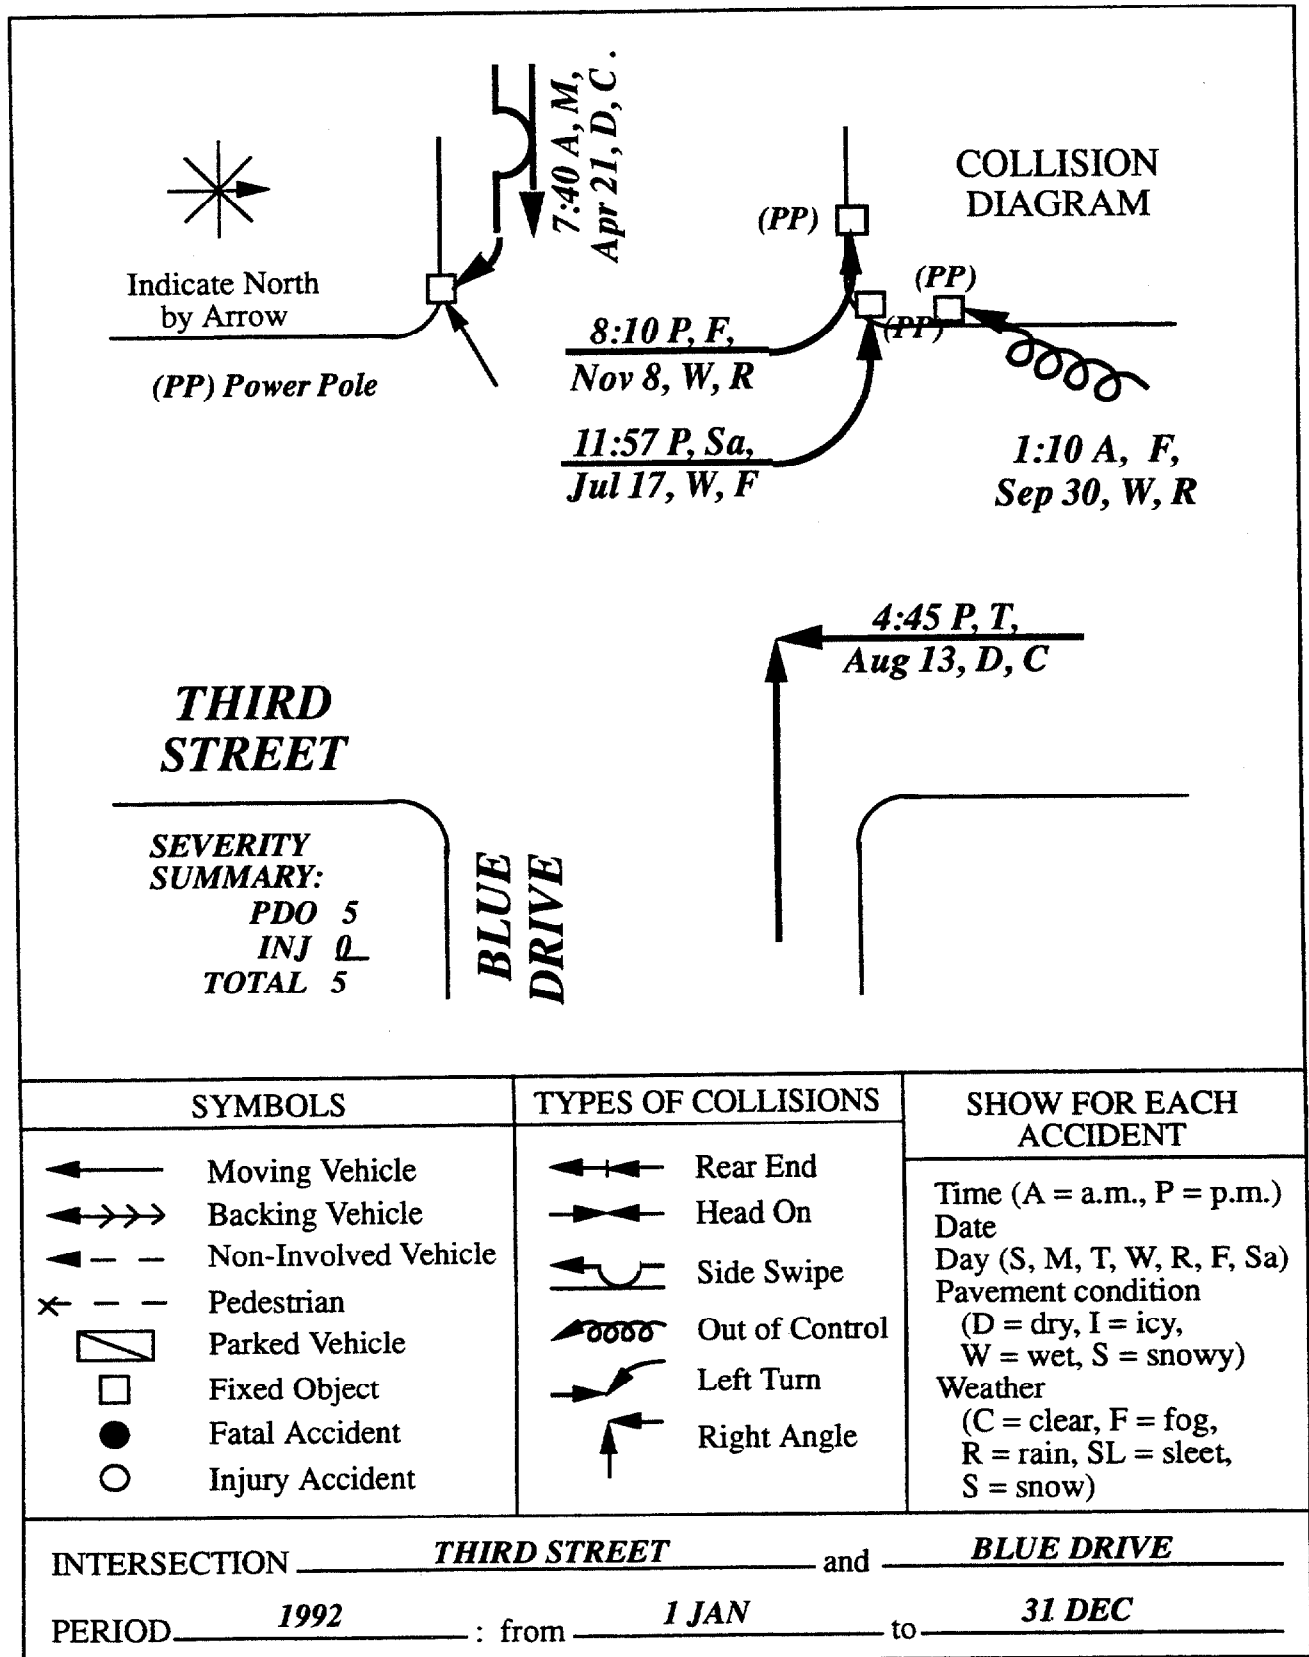 7:40 A, M,
Apr 21, D, C .
COLLISION
DIAGRAM
(PP)
Indicate North
by Arrow
(PP)
(PP)
8:10 P, F,
Nov 8, W, R
(PP) Power Pole
11:57 P, Sa,
Jul 17, W, F
1:10 A, F,
Sep 30, W, R
4:45 P, T,
Aug 13, D, C
THIRD
STREET
SEVERITY
SUMMARY:
PDO 5
INJ 0
TOTAL 5
BLUE
DRIVE
SYMBOLS
Moving Vehicle
Backing Vehicle
Non-Involved Vehicle
Pedestrian
Parked Vehicle
Fixed Object
Fatal Accident
Injury Accident
TYPES OF COLLISIONS
Rear End
Head On
Side Swipe
Out of Control
Left Turn
Right Angle
SHOW FOR EACH
ACCIDENT
Time (A = a.m., P = p.m.)
Date
Day (S, M, T, W, R, F, Sa)
Pavement condition
(D = dry, I = icy,
W = wet, S = snowy)
Weather
(C = clear, F = fog,
R = rain, SL = sleet,
S = snow)
INTERSECTION THIRD STREET and BLUE DRIVE
PERIOD 1992 : from 1 JAN to 31 DEC